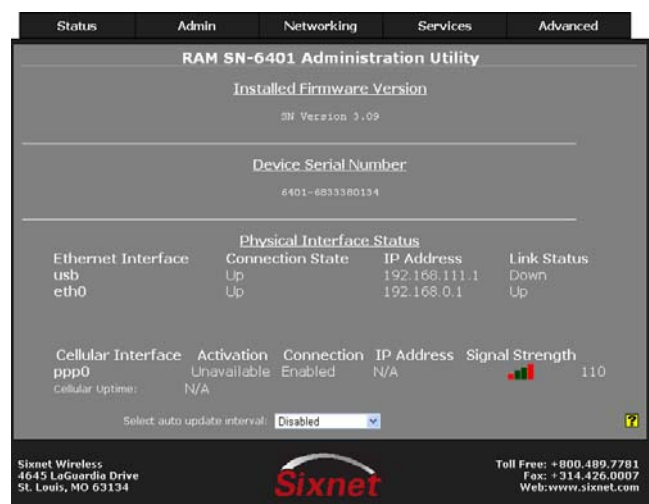 Status Admin Networking Services Advanced
RAM SN-6401 Administration Utility
Installed Firmware Version
SN Version 3.09
Device Serial Number
6401-6833380134
Physical Interface Status
Ethernet Interface Connection State IP Address Link Status
usb Up 192.168.111.1 Down
eth0 Up 192.168.0.1 Up
Cellular Interface Activation Connection IP Address Signal Strength
ppp0 Unavailable Enabled N/A 110
Cellular Uptime: N/A
Select auto update interval: Disabled
?
Sixnet Wireless
4645 LaGuardia Drive
St. Louis, MO 63134
Sixnet
Toll Free: +800.489.7781
Fax: +314.426.0007
Web:www.sixnet.com